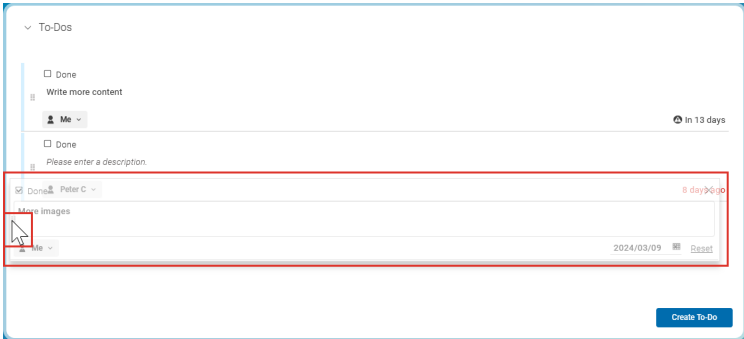 To-Dos
Done
Write more content
Me
In 13 days
Done
Please enter a description.
Peter C
8 days ago
Done
More images
Me
2024/03/09
Reset
Create To-Do